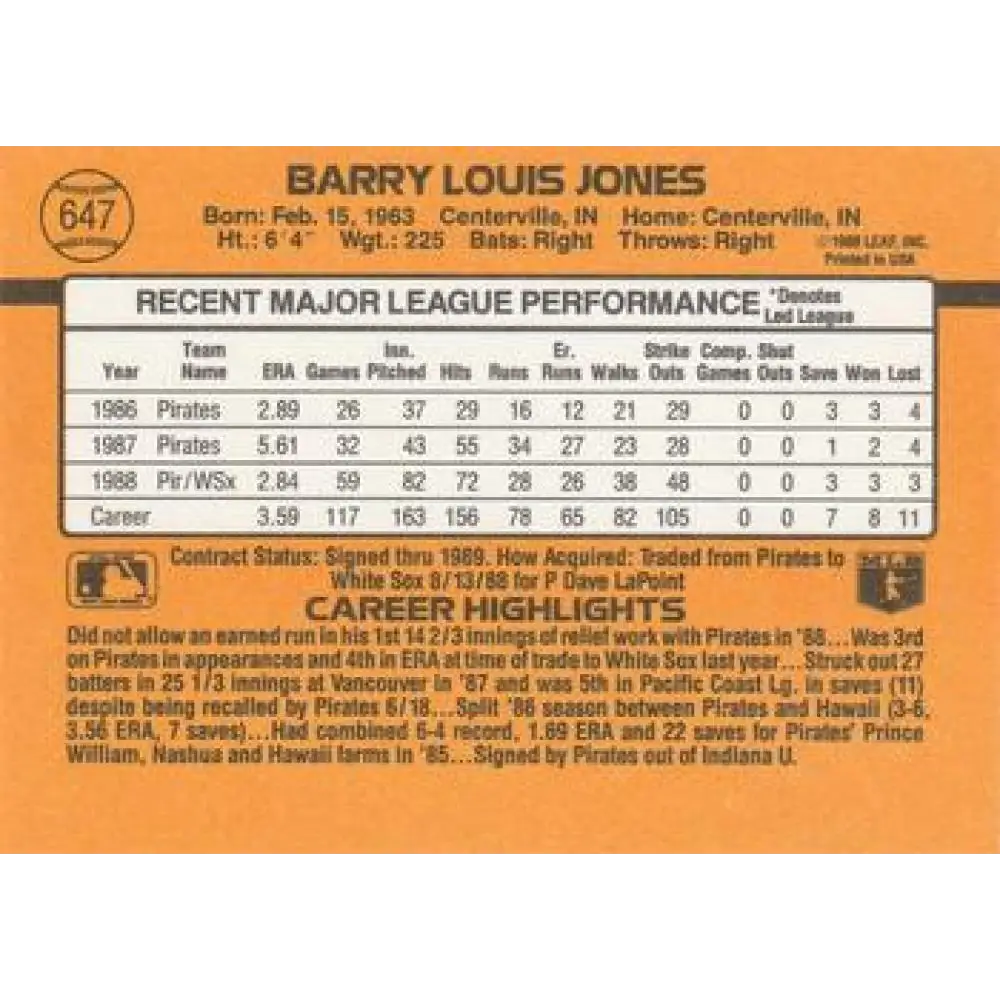 647
BARRY LOUIS JONES
Born: Feb. 15, 1963 Centerville, IN Home: Centerville, IN
Ht.: 6'4" Wgt.: 225 Bats: Right Throws: Right
LEAF, INC.
Printed in USA
RECENT MAJOR LEAGUE PERFORMANCE *Denotes
Led League
Team Inn. Er. Strike Comp. Shut
Year Name ERA Games Pitched Hits Runs Runs Walks Outs Games Outs Save Won Lost
1986 Pirates 2.89 26 37 29 16 12 21 29 0 0 3 3 4
1987 Pirates 5.61 32 43 55 34 27 23 28 0 0 1 2 4
1988 Pir/WSx 2.84 59 82 72 28 26 38 48 0 0 3 3 3
Career 3.59 117 163 156 78 65 82 105 0 0 7 8 11
Contract Status: Signed thru 1989. How Acquired: Traded from Pirates to
White Sox 8/13/88 for P Dave LaPoint
CAREER HIGHLIGHTS
Did not allow an earned run in his 1st 14 2/3 innings of relief work with Pirates in '88...Was 3rd
on Pirates in appearances and 4th in ERA at time of trade to White Sox last year...Struck out 27
batters in 25 1/3 innings at Vancouver in '87 and was 5th in Pacific Coast Lg. in saves (11)
despite being recalled by Pirates 6/18...Split '86 season between Pirates and Hawaii (3-6,
3.56 ERA, 7 saves)...Had combined 6-4 record, 1.69 ERA and 22 saves for Pirates' Prince
William, Nashua and Hawaii farms in '85...Signed by Pirates out of Indiana U.